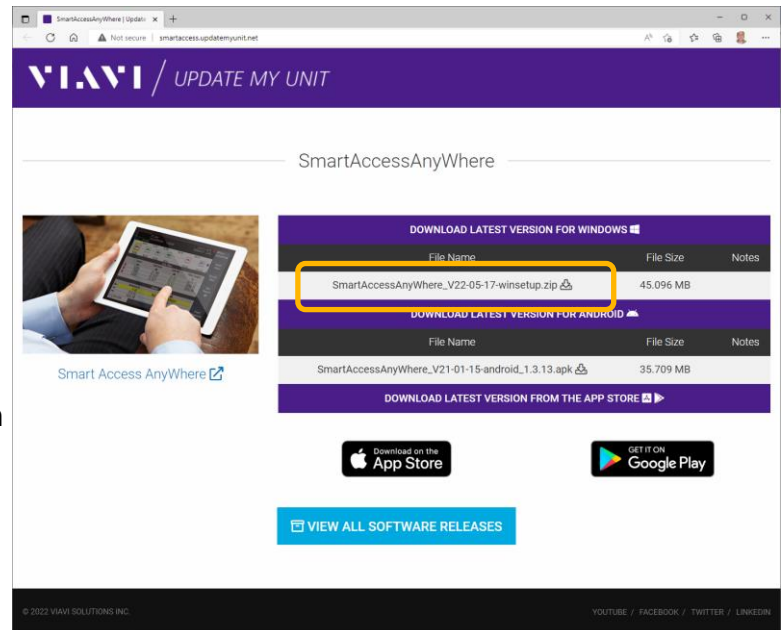 SmartAccessAnyWhere | Update
Not secure | smartaccess.updatemyunit.net
VIAVI / UPDATE MY UNIT
SmartAccessAnyWhere
DOWNLOAD LATEST VERSION FOR WINDOWS
File Name File Size Notes
SmartAccessAnyWhere_V22-05-17-winsetup.zip 45.096 MB
DOWNLOAD LATEST VERSION FOR ANDROID
File Name File Size Notes
SmartAccessAnyWhere_V21-01-15-android_1.3.13.apk 35.709 MB
Smart Access AnyWhere
DOWNLOAD LATEST VERSION FROM THE APP STORE
Download on the
App Store
GET IT ON
Google Play
VIEW ALL SOFTWARE RELEASES
© 2022 VIAVI SOLUTIONS INC.
YOUTUBE / FACEBOOK / TWITTER / LINKEDIN